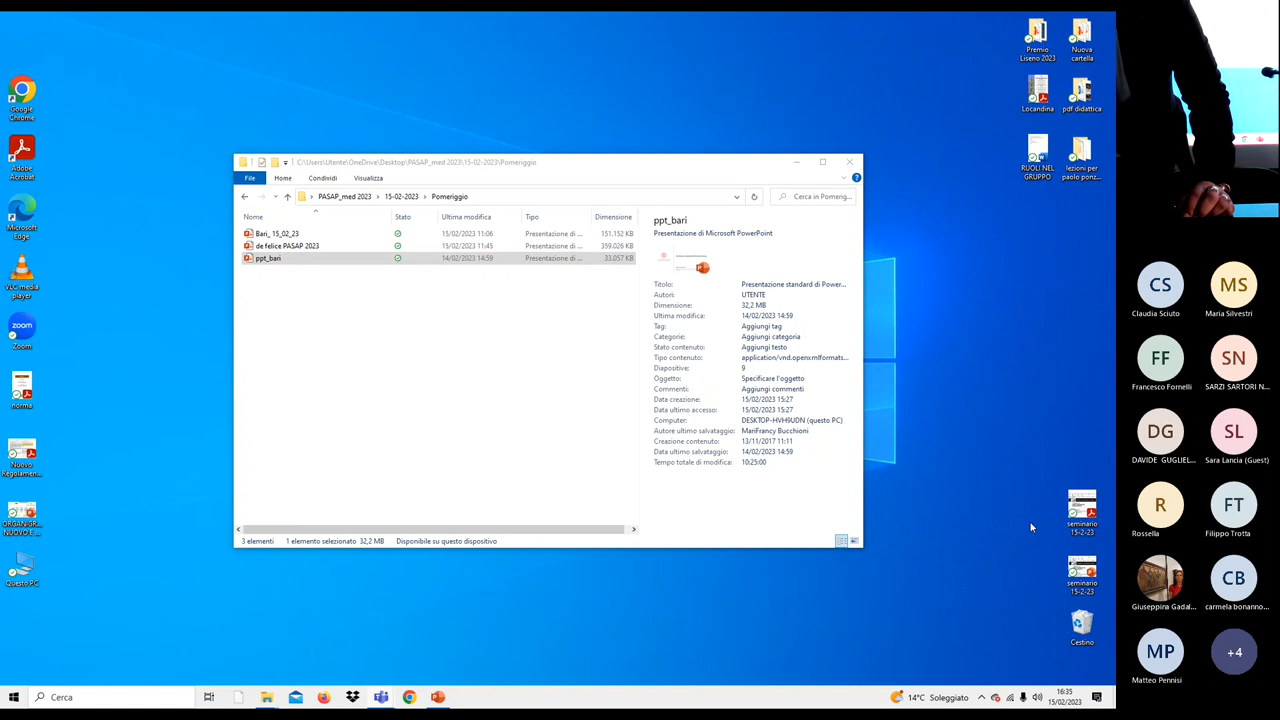 Google Chrome
Adobe Acrobat
Microsoft Edge
VLC media player
Zoom
norma
Nuovo Regolamen...
ORGANIGR... NUOVO E ...
Questo PC
C:\Users\Utente\OneDrive\Desktop\PASAP_med 2023\15-02-2023\Pomeriggio
File Home Condividi Visualizza
PASAP_med 2023 > 15-02-2023 > Pomeriggio
Cerca in Pomerig...
Nome Stato Ultima modifica Tipo Dimensione
Bari_ 15_02_23 15/02/2023 11:06 Presentazione di ... 151.152 KB
de felice PASAP 2023 15/02/2023 11:45 Presentazione di ... 359.026 KB
ppt_bari 14/02/2023 14:59 Presentazione di ... 33.057 KB
ppt_bari
Presentazione di Microsoft PowerPoint
Titolo: Presentazione standard di Power...
Autori: UTENTE
Dimensione: 32,2 MB
Ultima modifica: 14/02/2023 14:59
Tag: Aggiungi tag
Categorie: Aggiungi categoria
Stato contenuto: Aggiungi testo
Tipo contenuto: application/vnd.openxmlformats...
Diapositive: 9
Oggetto: Specificare l'oggetto
Commenti: Aggiungi commenti
Data creazione: 15/02/2023 15:27
Data ultimo accesso: 15/02/2023 15:27
Computer: DESKTOP-HVH9UDN (questo PC)
Autore ultimo salvataggio: MariFrancy Bucchioni
Creazione contenuto: 13/11/2017 11:11
Data ultimo salvataggio: 14/02/2023 14:59
Tempo totale di modifica: 10:25:00
3 elementi 1 elemento selezionato 32,2 MB Disponibile su questo dispositivo
Premio Liseno 2023
Nuova cartella
Locandina
pdf didattica
RUOLI NEL GRUPPO
lezioni per paolo ponz...
seminario 15-2-23
seminario 15-2-23
Cestino
Cerca
14°C Soleggiato
16:35
15/02/2023
CS
Claudia Sciuto
MS
Maria Silvestri
FF
Francesco Fornelli
SN
SARZI SARTORI N...
DG
DAVIDE GUGLIEL...
SL
Sara Lancia (Guest)
R
Rossella
FT
Filippo Trotta
Giuseppina Gadal...
CB
carmela bonanno...
MP
Matteo Pennisi
+4